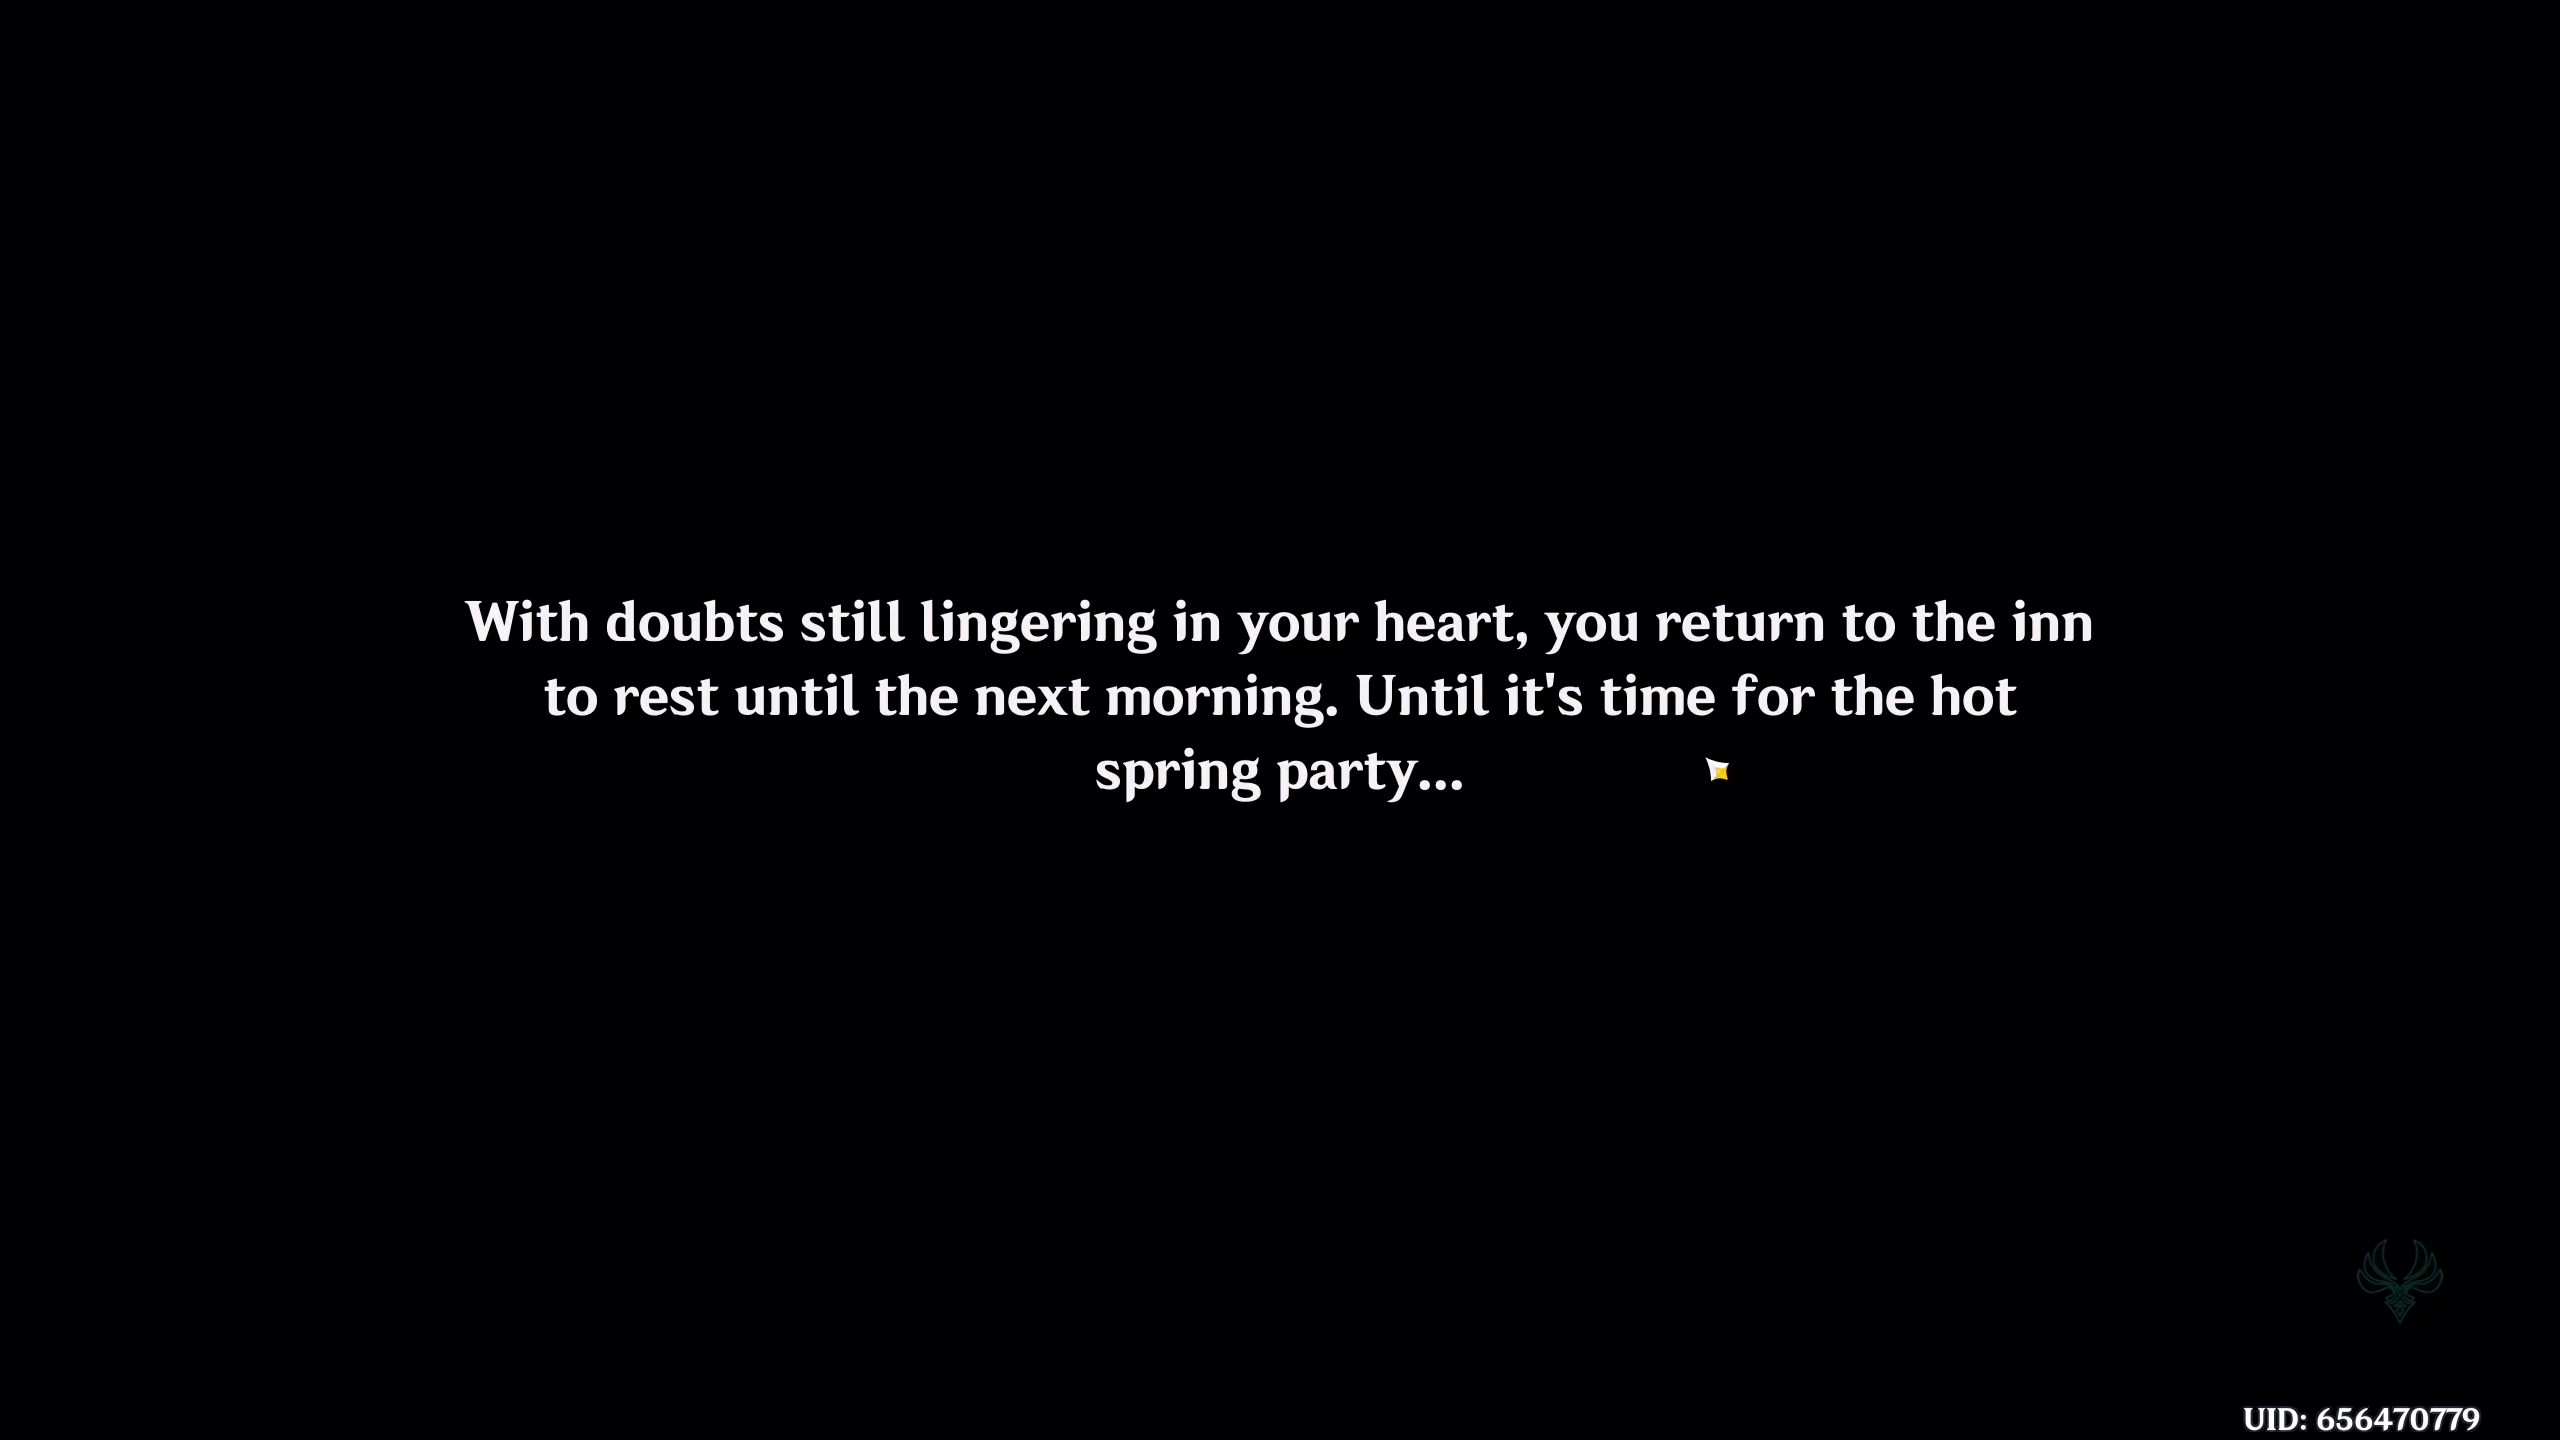 With doubts still lingering in your heart, you return to the inn
to rest until the next morning. Until it's time for the hot
spring party...
UID: 656470779